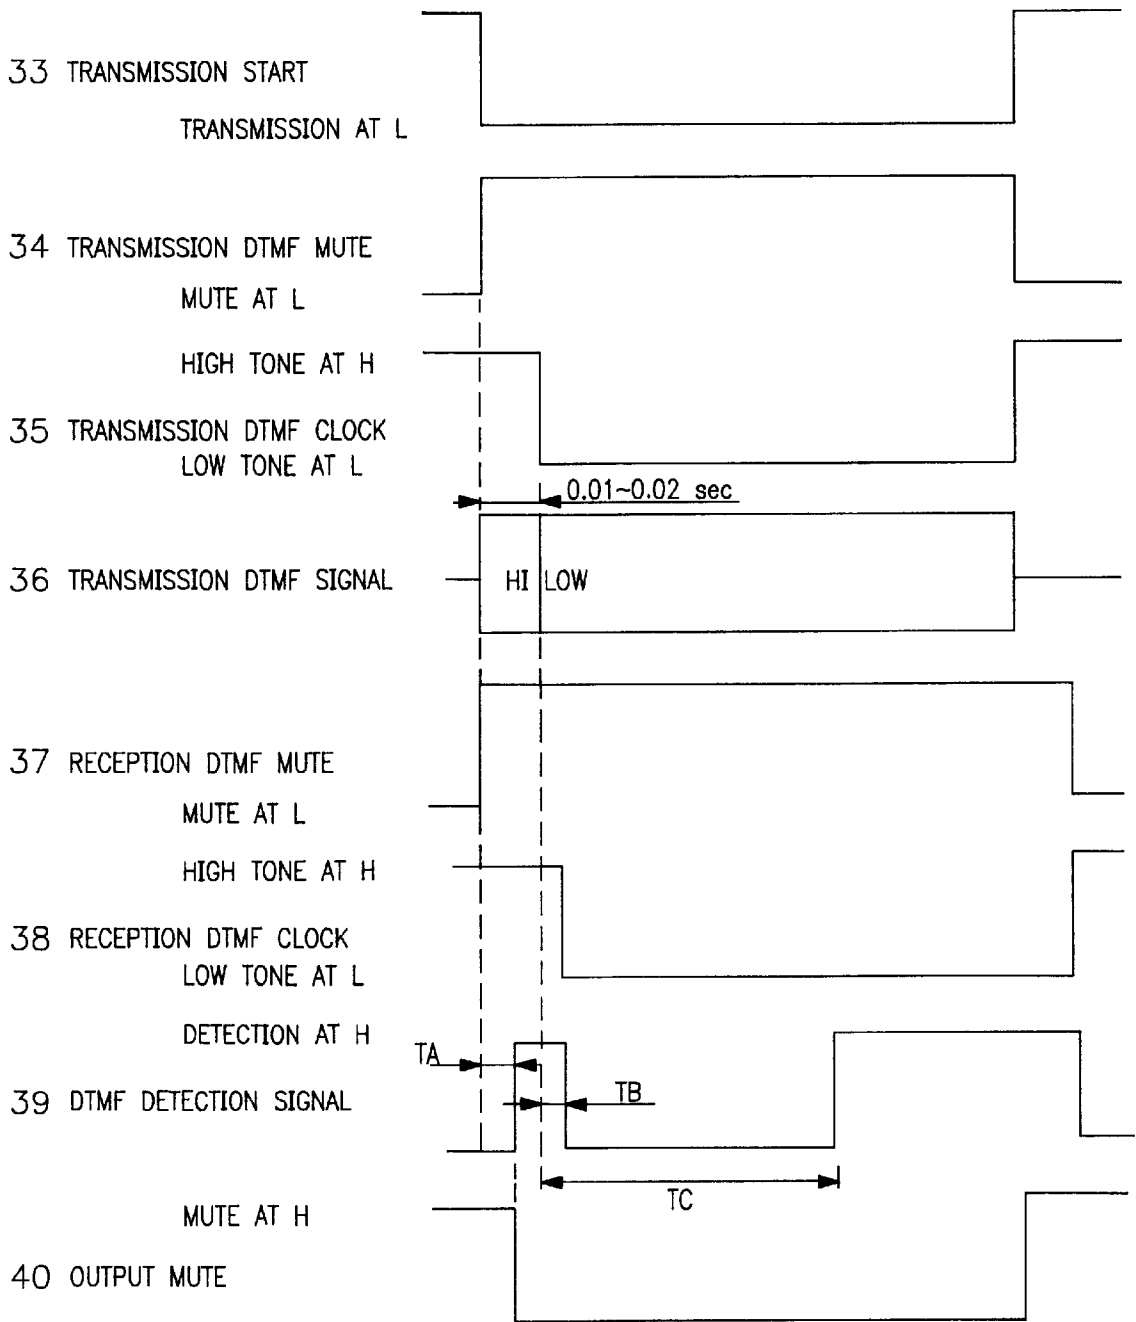 33 TRANSMISSION START
TRANSMISSION AT L
34 TRANSMISSION DTMF MUTE
MUTE AT L
HIGH TONE AT H
35 TRANSMISSION DTMF CLOCK
LOW TONE AT L
0.01~0.02 sec
36 TRANSMISSION DTMF SIGNAL
HI LOW
37 RECEPTION DTMF MUTE
MUTE AT L
HIGH TONE AT H
38 RECEPTION DTMF CLOCK
LOW TONE AT L
DETECTION AT H
TA
39 DTMF DETECTION SIGNAL
TB
TC
MUTE AT H
40 OUTPUT MUTE